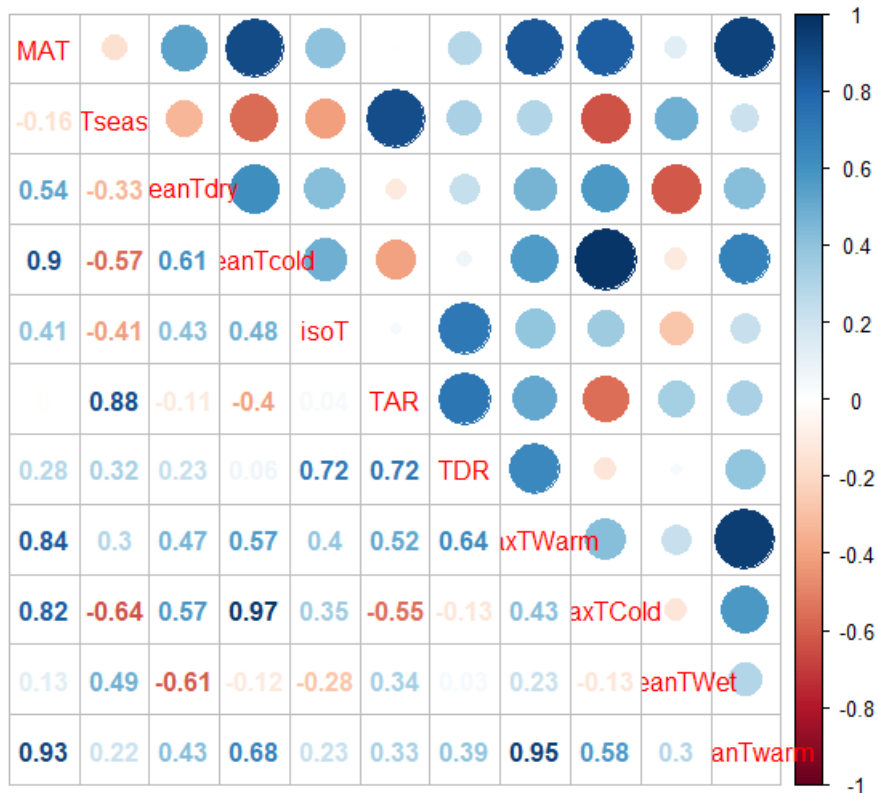 MAT
-0.16 Tseas
0.54 -0.33 eanTdry
0.9 -0.57 0.61 eanTcold
0.41 -0.41 0.43 0.48 isoT
0.88 -0.11 -0.4 0.04 TAR
0.28 0.32 0.23 0.06 0.72 0.72 TDR
0.84 0.3 0.47 0.57 0.4 0.52 0.64 axTWarm
0.82 -0.64 0.57 0.97 0.35 -0.55 -0.13 0.43 axTCold
0.13 0.49 -0.61 -0.12 -0.28 0.34 0.03 0.23 -0.13 eanTWet
0.93 0.22 0.43 0.68 0.23 0.33 0.39 0.95 0.58 0.3 anTwarm
1
0.8
0.6
0.4
0.2
0
-0.2
-0.4
-0.6
-0.8
-1